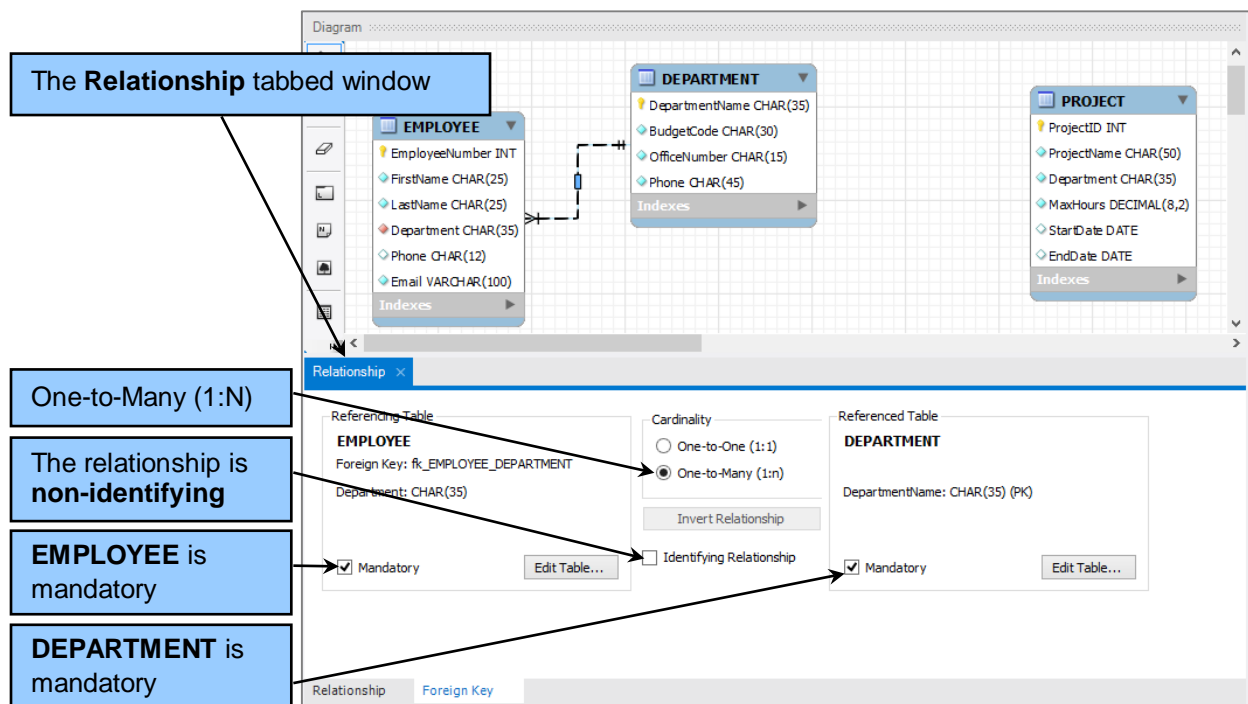 Diagram
The Relationship tabbed window
EMPLOYEE
EmployeeNumber INT
FirstName CHAR(25)
LastName CHAR(25)
Department CHAR(35)
Phone CHAR(12)
Email VARCHAR(100)
Indexes
DEPARTMENT
DepartmentName CHAR(35)
BudgetCode CHAR(30)
OfficeNumber CHAR(15)
Phone CHAR(45)
Indexes
PROJECT
ProjectID INT
ProjectName CHAR(50)
Department CHAR(35)
MaxHours DECIMAL(8,2)
StartDate DATE
EndDate DATE
Indexes
Relationship
One-to-Many (1:N)
The relationship is
non-identifying
EMPLOYEE is
mandatory
DEPARTMENT is
mandatory
Referencing Table
EMPLOYEE
Foreign Key: fk_EMPLOYEE_DEPARTMENT
Department: CHAR(35)
Mandatory
Edit Table...
Cardinality
One-to-One (1:1)
One-to-Many (1:n)
Invert Relationship
Identifying Relationship
Referenced Table
DEPARTMENT
DepartmentName: CHAR(35) (PK)
Mandatory
Edit Table...
Relationship
Foreign Key